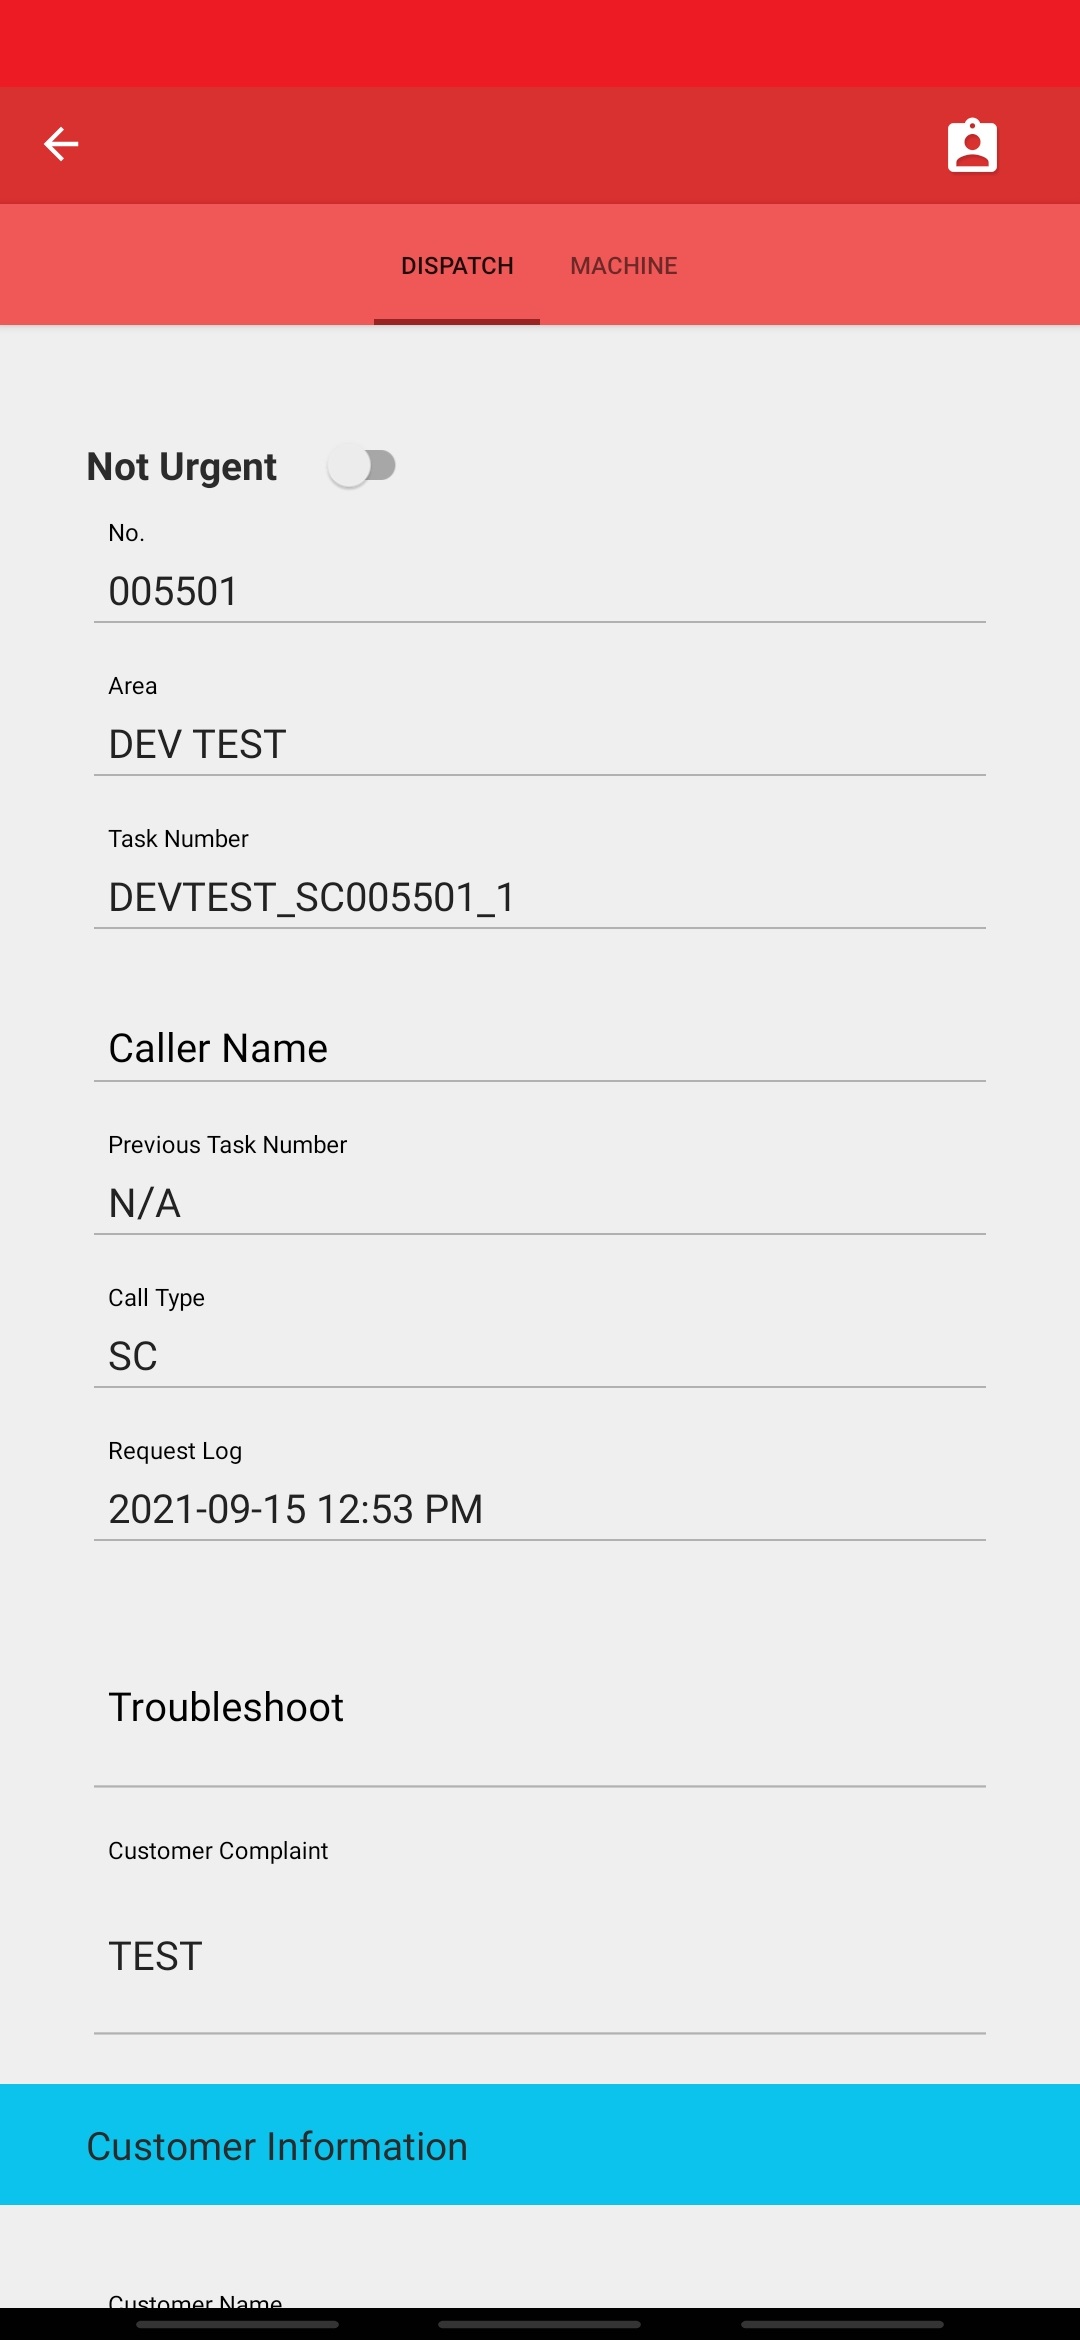 DISPATCH MACHINE
Not Urgent
No.
005501
Area
DEV TEST
Task Number
DEVTEST_SC005501_1
Caller Name
Previous Task Number
N/A
Call Type
SC
Request Log
2021-09-15 12:53 PM
Troubleshoot
Customer Complaint
TEST
Customer Information
Customer Name